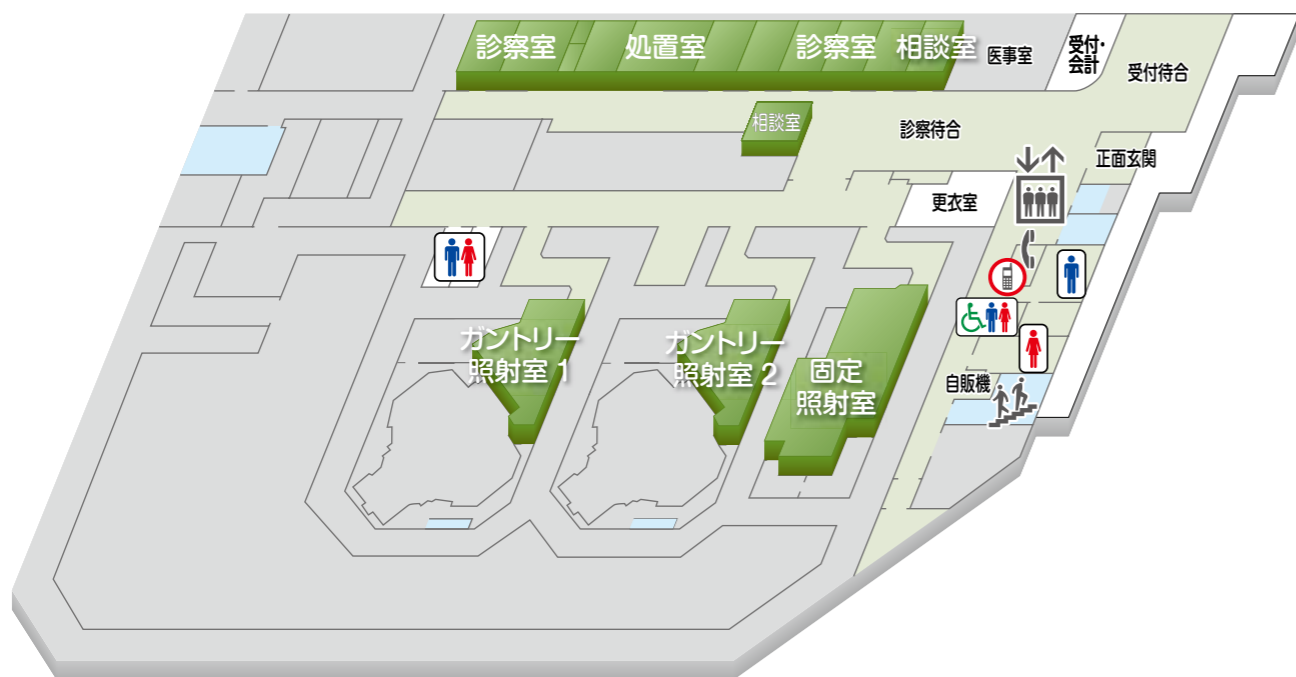 診察室
処置室
診察室
相談室
医事室
受付・
会計
受付待合
相談室
診察待合
正面玄関
更衣室
ガントリー
照射室 1
ガントリー
照射室 2
固定
照射室
自販機